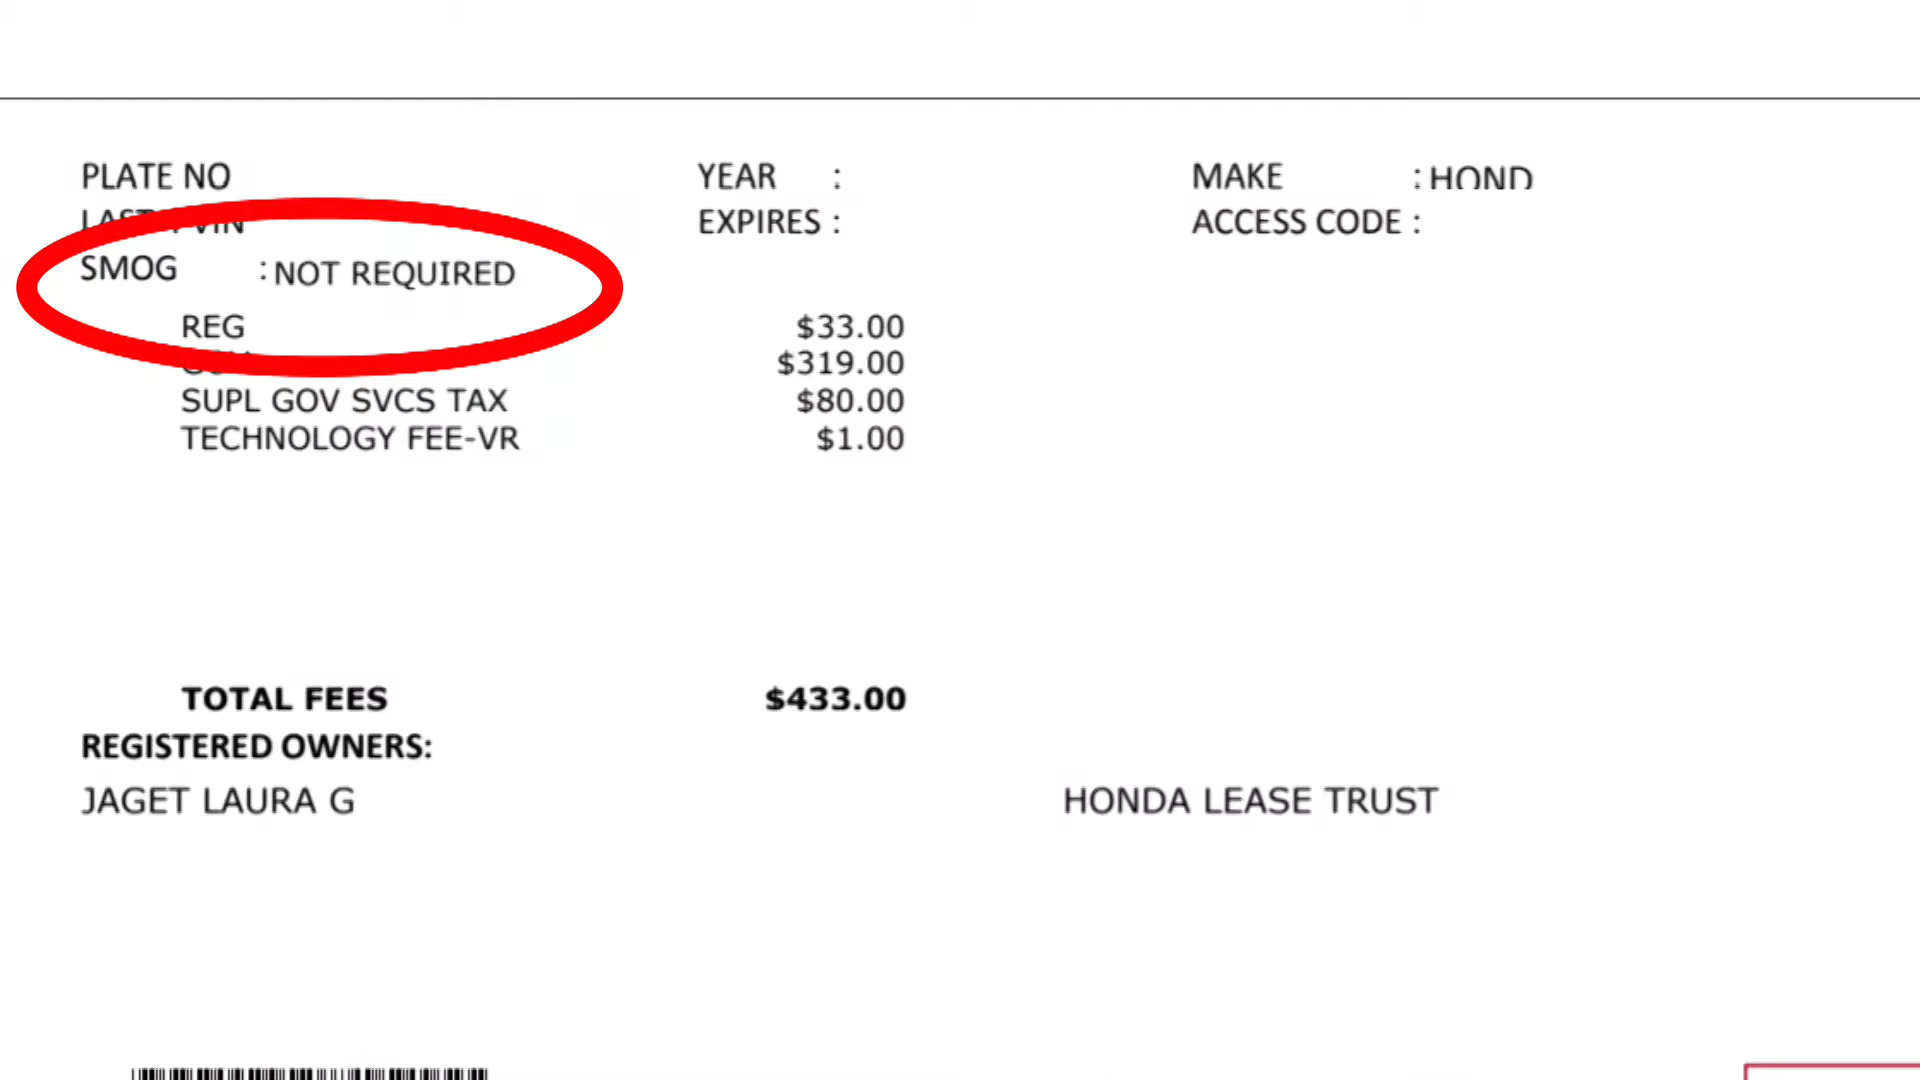 PLATE NO YEAR : MAKE : HOND
VIN EXPIRES : ACCESS CODE :
SMOG : NOT REQUIRED
REG $33.00
$319.00
SUPL GOV SVCS TAX $80.00
TECHNOLOGY FEE-VR $1.00
TOTAL FEES $433.00
REGISTERED OWNERS:
JAGET LAURA G HONDA LEASE TRUST